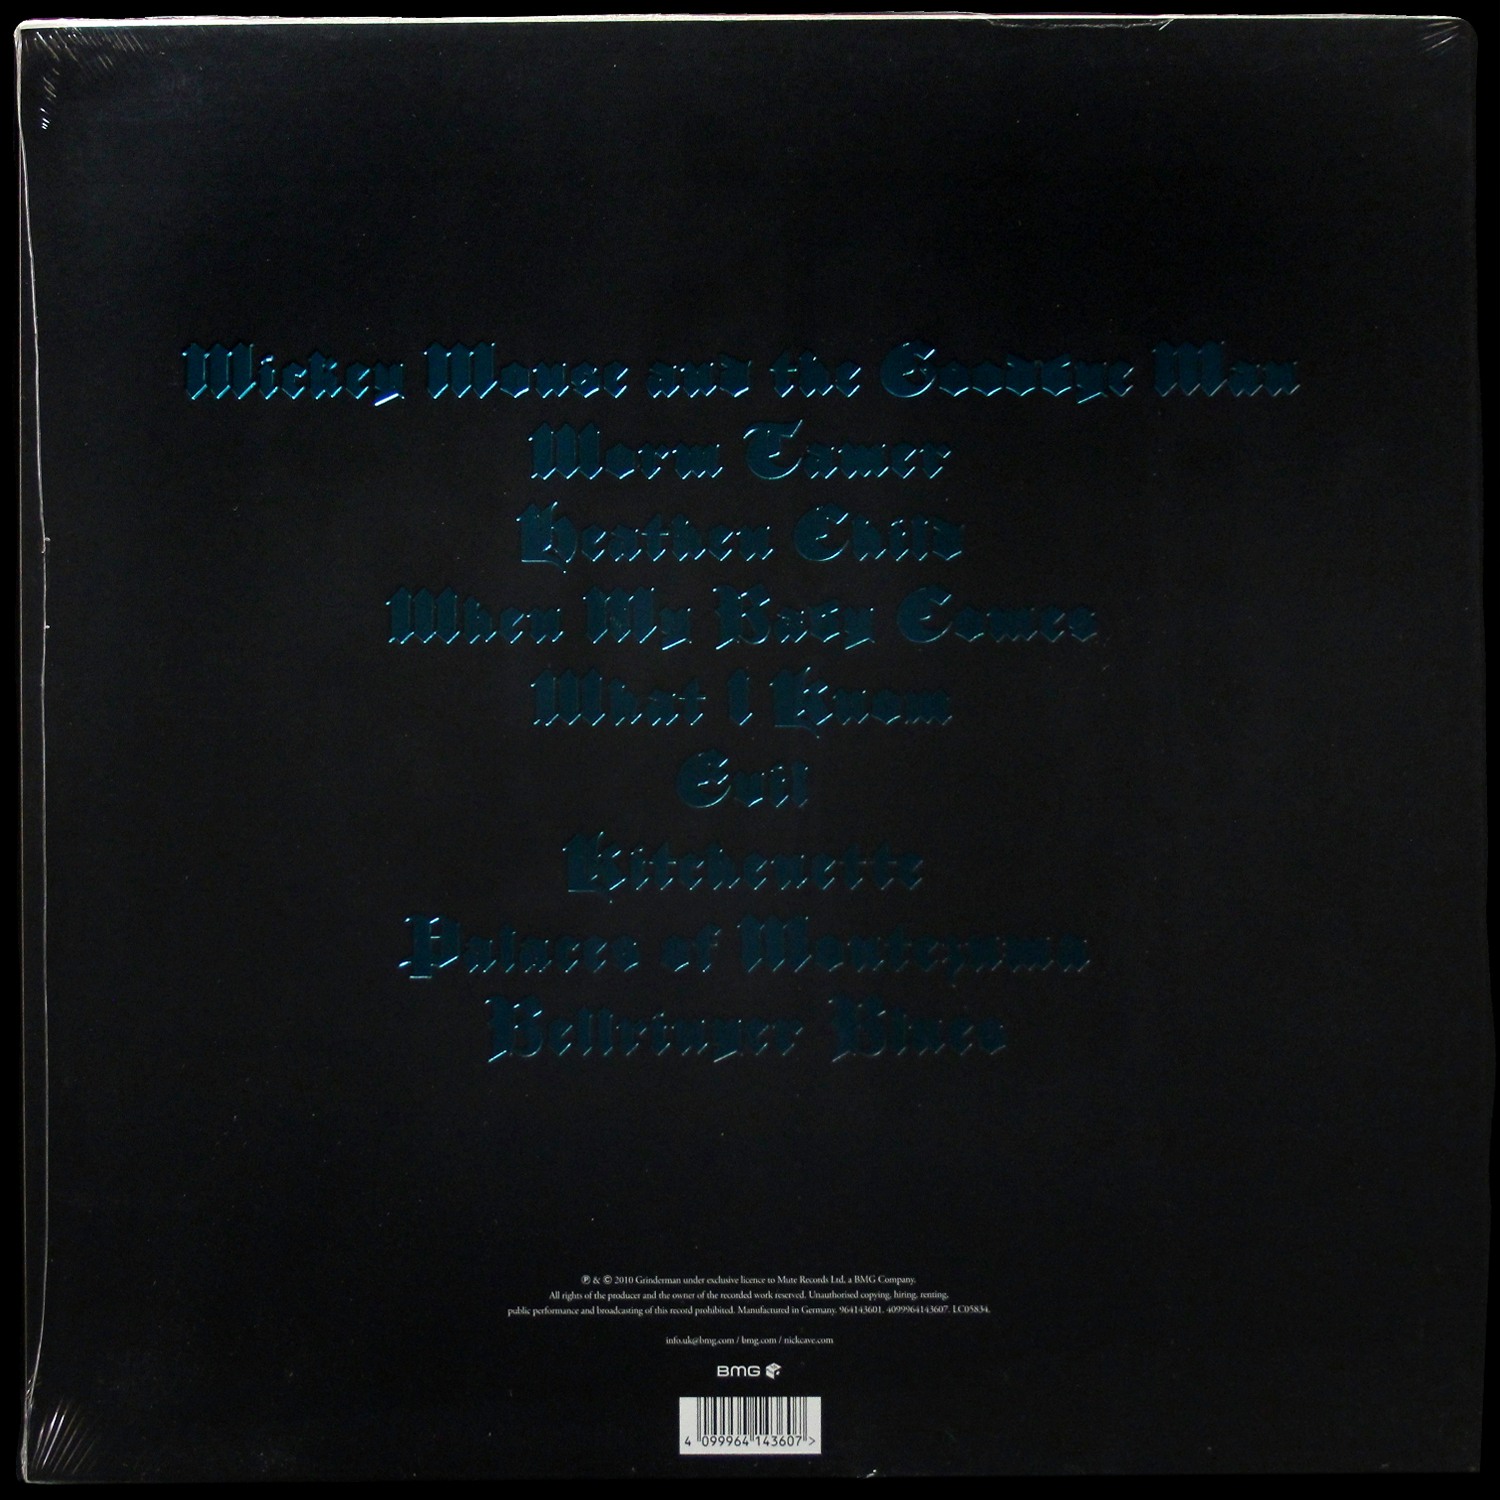 Mickey Mouse and the Goodbye Man
Worm Tamer
Heathen Child
When My Baby Comes
What I Know
Evil
Kitchenette
Palaces of Montezuma
Bellringer Blues
℗ & © 2010 Grinderman under exclusive licence to Mute Records Ltd, a BMG Company.
All rights of the producer and the owner of the recorded work reserved. Unauthorised copying, hiring, renting,
public performance and broadcasting of this record prohibited. Manufactured in Germany. 964143601. 4099964143607. LC05834.
info.uk@bmg.com / bmg.com / nickcave.com
BMG
4 099964 143607 >